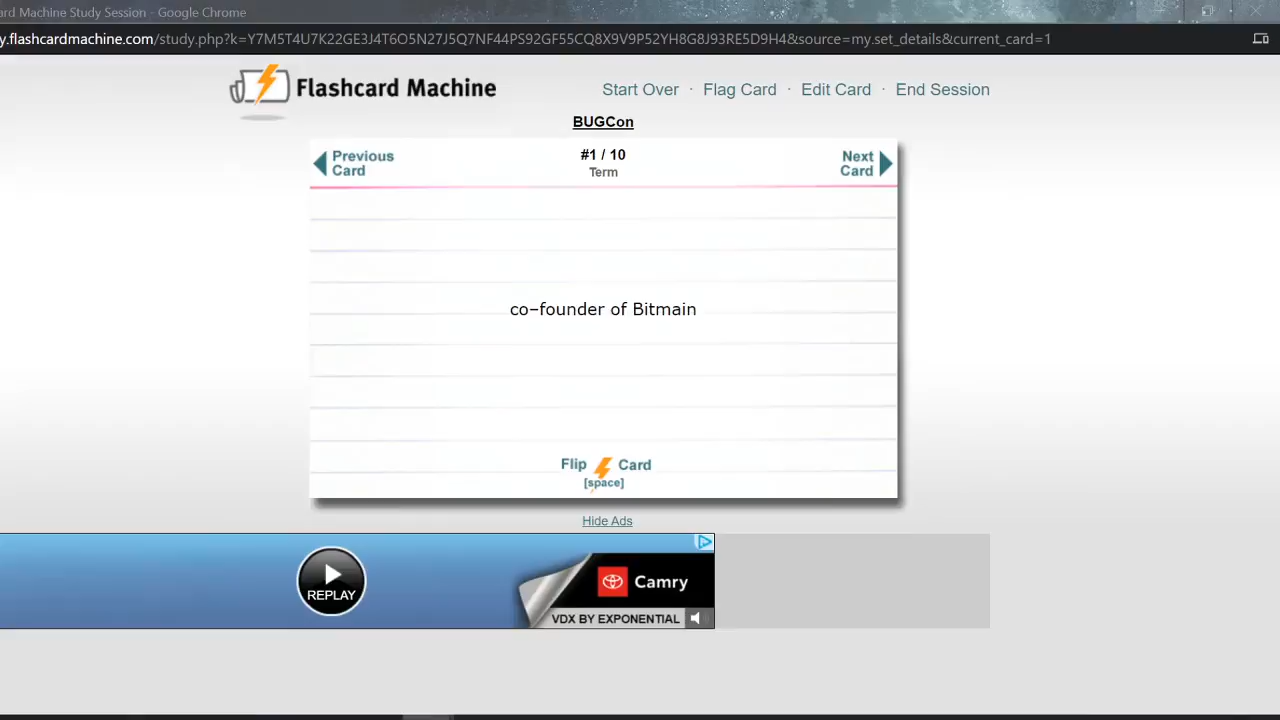 ard Machine Study Session - Google Chrome
y.flashcardmachine.com/study.php?k=Y7M5T4U7K22GE3J4T6O5N27J5Q7NF44PS92GF55CQ8X9V9P52YH8G8J93RE5D9H4&source=my.set_details&current_card=1
Flashcard Machine
Start Over · Flag Card · Edit Card · End Session
BUGCon
Previous Card
#1 / 10
Term
Next Card
co-founder of Bitmain
Flip Card
[space]
Hide Ads
REPLAY
Camry
VDX BY EXPONENTIAL